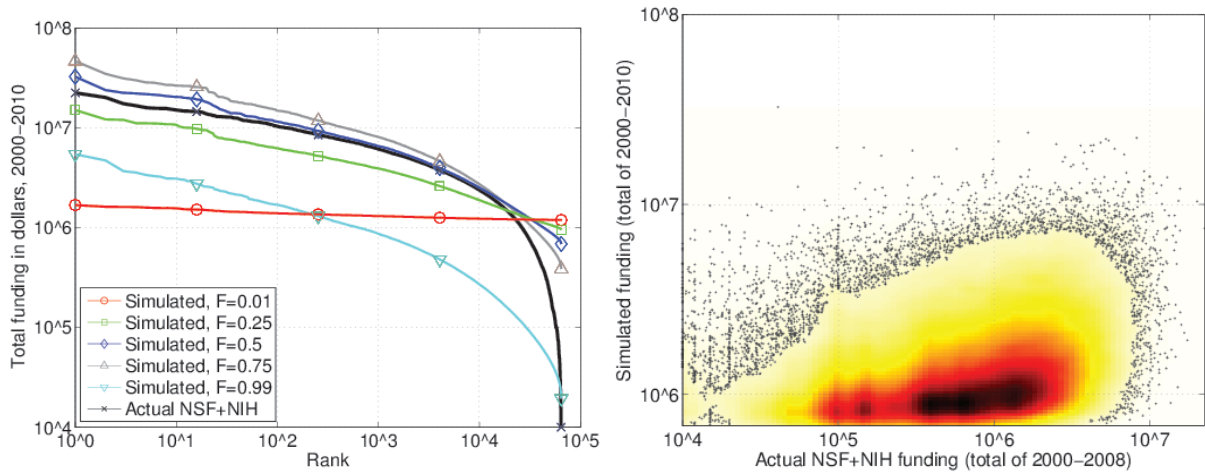 10^8
10^7
10^6
10^5
10^4
Total funding in dollars, 2000−2010
Simulated, F=0.01
Simulated, F=0.25
Simulated, F=0.5
Simulated, F=0.75
Simulated, F=0.99
Actual NSF+NIH
10^0 10^1 10^2 10^3 10^4 10^5
Rank
10^8
10^7
10^6
Simulated funding (total of 2000−2010)
10^4 10^5 10^6 10^7
Actual NSF+NIH funding (total of 2000−2008)